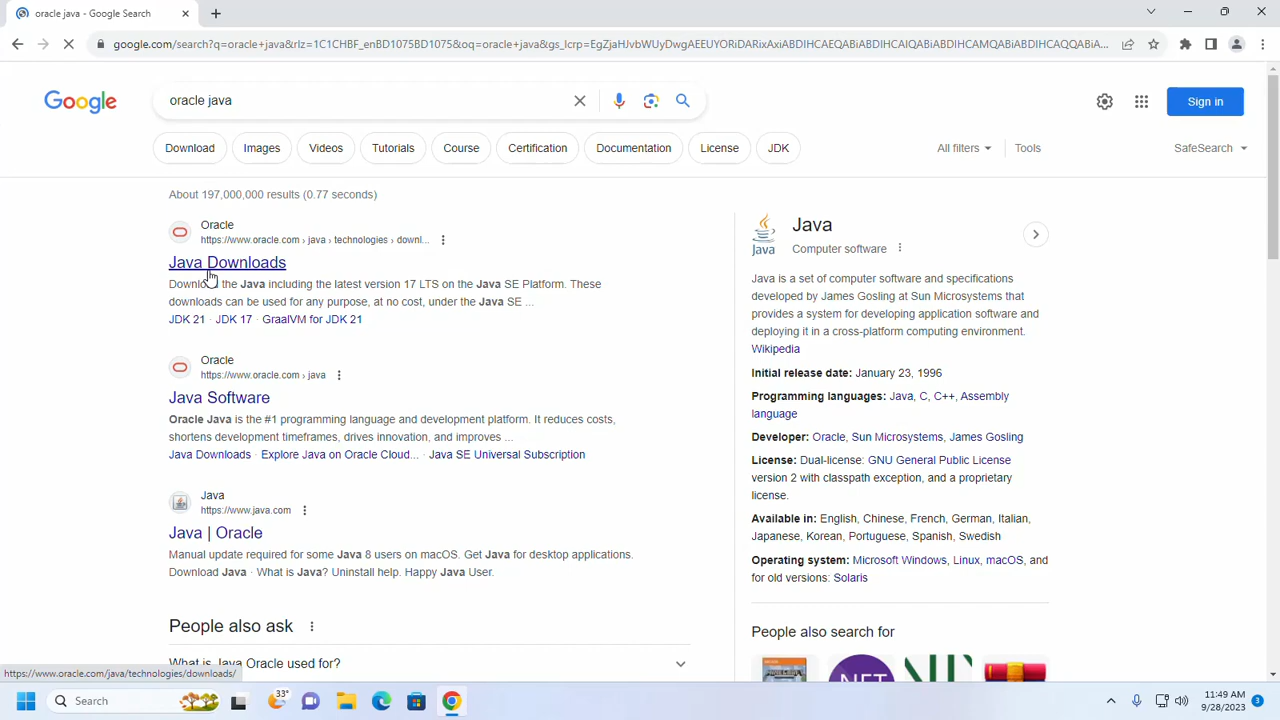 oracle java - Google Search
google.com/search?q=oracle+java&rlz=1C1CHBF_enBD1075BD1075&oq=oracle+java&gs_lcrp=EgZjaHJvbWUyDwgAEEUYORiDARixAxiABDIHCAEQABiABDIHCAIQABiABDIHCAMQABiABDIHCAQQABiA...
Google
oracle java
Sign in
Download
Images
Videos
Tutorials
Course
Certification
Documentation
License
JDK
All filters
Tools
SafeSearch
About 197,000,000 results (0.77 seconds)
Oracle
https://www.oracle.com › java › technologies › downl...
Java Downloads
the Java including the latest version 17 LTS on the Java SE Platform. These
downloads can be used for any purpose, at no cost, under the Java SE ...
JDK 21 · JDK 17 · GraalVM for JDK 21
Oracle
https://www.oracle.com › java
Java Software
Oracle Java is the #1 programming language and development platform. It reduces costs,
shortens development timeframes, drives innovation, and improves ...
Java Downloads · Explore Java on Oracle Cloud... · Java SE Universal Subscription
Java
https://www.java.com
Java | Oracle
Manual update required for some Java 8 users on macOS. Get Java for desktop applications.
Download Java · What is Java? Uninstall help. Happy Java User.
People also ask
What is Java Oracle used for?
Java
Java
Computer software
Java is a set of computer software and specifications
developed by James Gosling at Sun Microsystems that
provides a system for developing application software and
deploying it in a cross-platform computing environment.
Wikipedia
Initial release date: January 23, 1996
Programming languages: Java, C, C++, Assembly
language
Developer: Oracle, Sun Microsystems, James Gosling
License: Dual-license: GNU General Public License
version 2 with classpath exception, and a proprietary
license.
Available in: English, Chinese, French, German, Italian,
Japanese, Korean, Portuguese, Spanish, Swedish
Operating system: Microsoft Windows, Linux, macOS, and
for old versions: Solaris
People also search for
.NET
https://www.oracle.com/java/technologies/downloads/
Search
33°
11:49 AM
9/28/2023
3